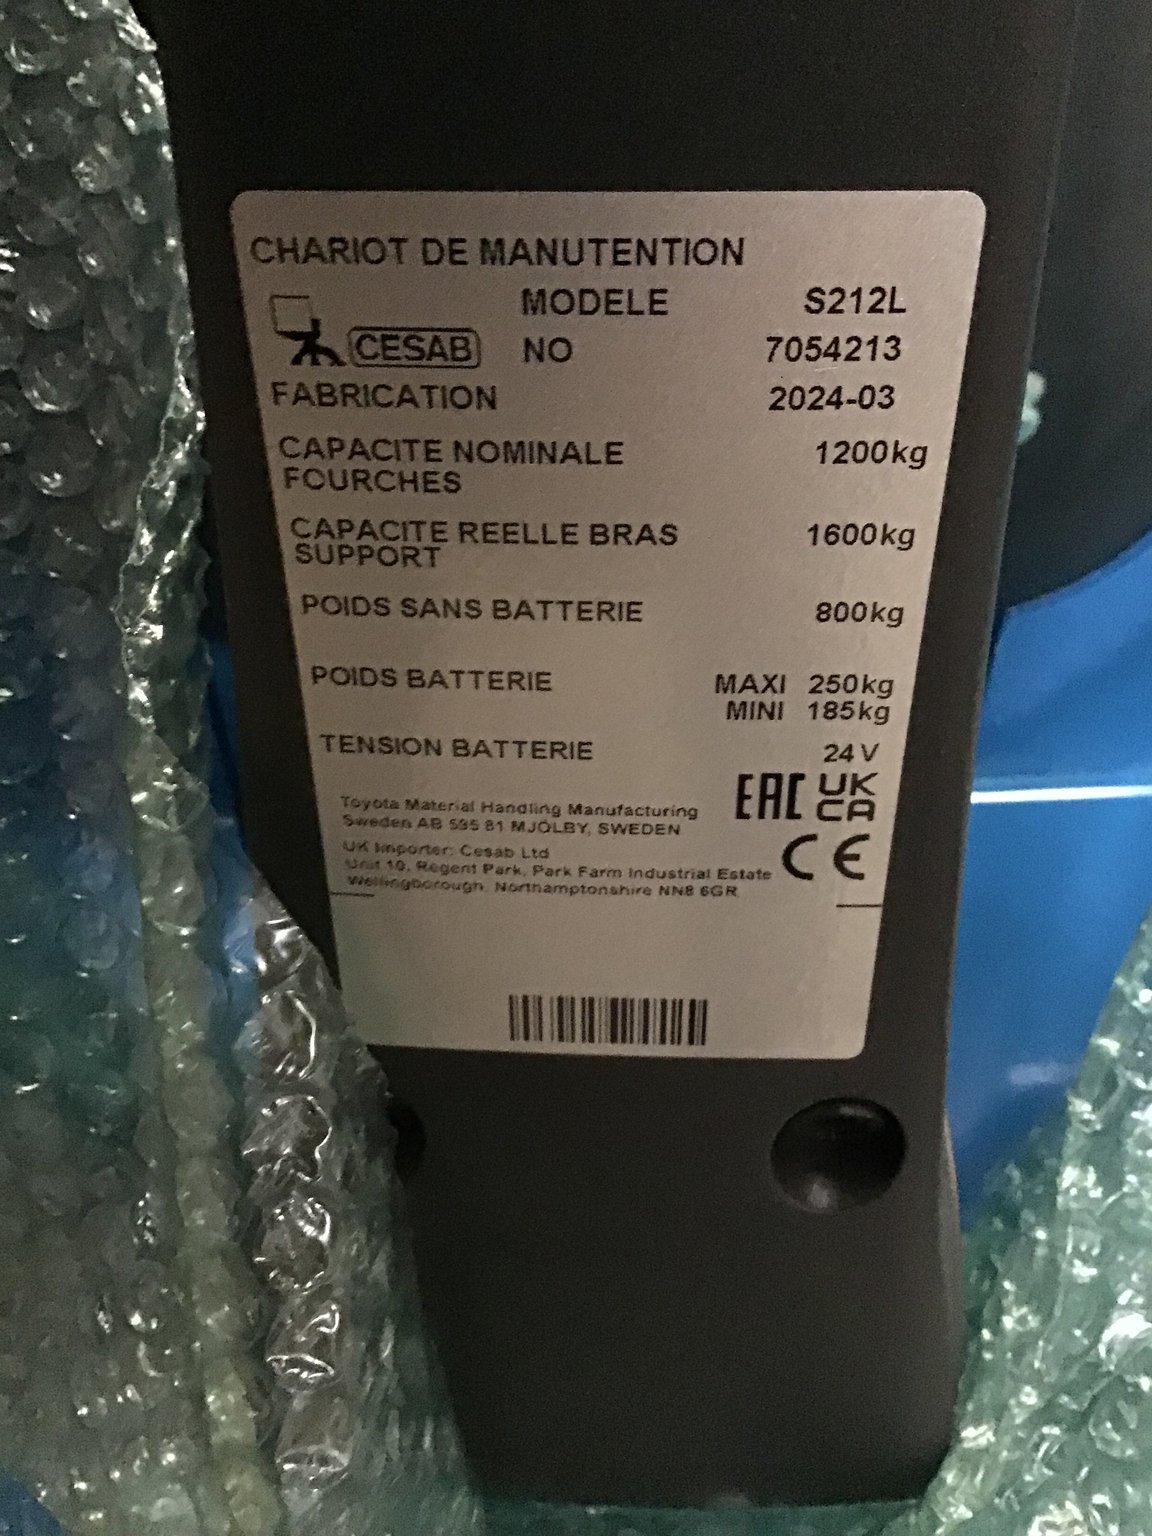 CHARIOT DE MANUTENTION
MODELE S212L
CESAB NO 7054213
FABRICATION 2024-03
CAPACITE NOMINALE 1200kg
FOURCHES
CAPACITE REELLE BRAS 1600kg
SUPPORT
POIDS SANS BATTERIE 800kg
POIDS BATTERIE MAXI 250kg
MINI 185kg
TENSION BATTERIE 24 V
EAC UK
CA
Toyota Material Handling Manufacturing
Sweden AB 595 81 MJÖLBY, SWEDEN
CE
UK Importer: Cesab Ltd
Unit 10, Regent Park, Park Farm Industrial Estate
Wellingborough, Northamptonshire NN8 6GR